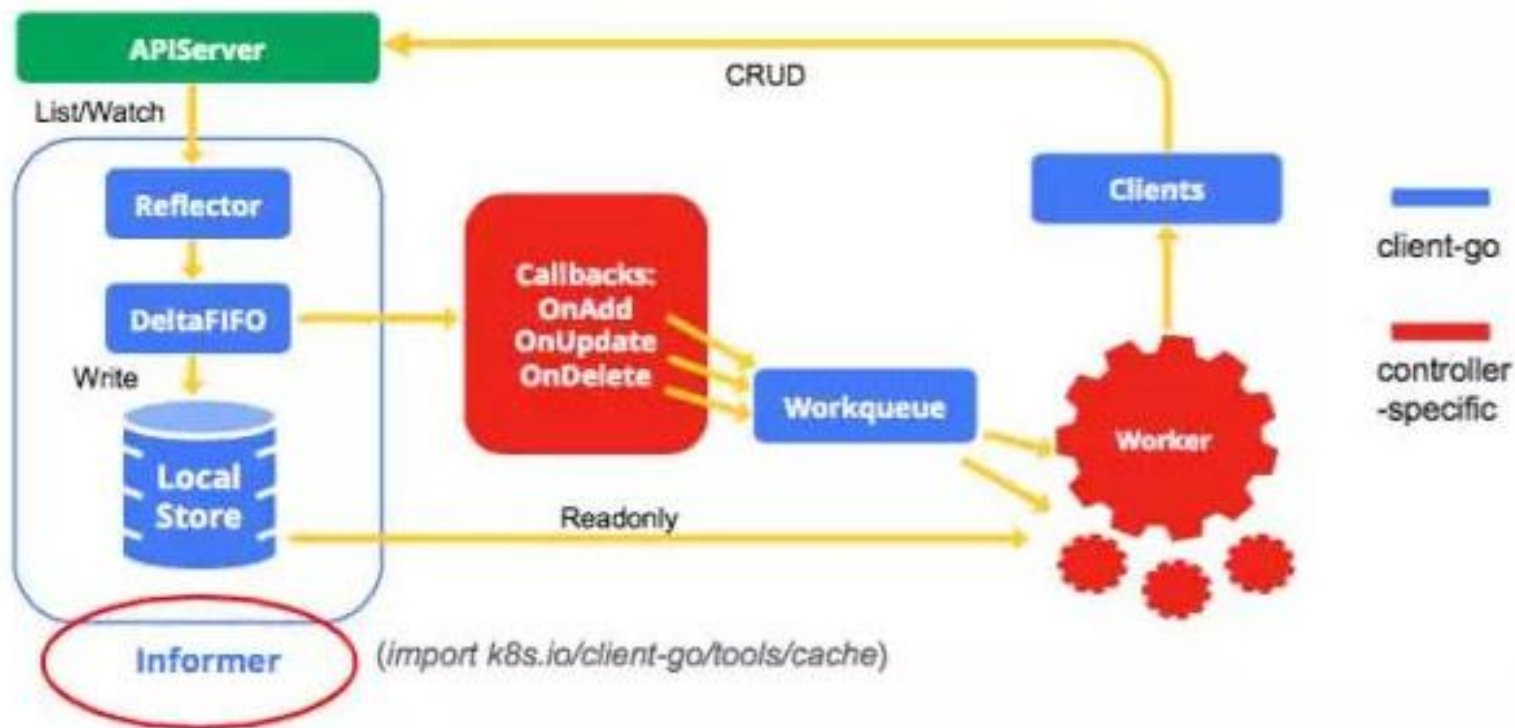 APIServer
CRUD
List/Watch
Reflector
Clients
client-go
Callbacks:
OnAdd
OnUpdate
OnDelete
DeltaFIFO
Write
Workqueue
Worker
controller
-specific
Local
Store
Readonly
Informer
(import k8s.io/client-go/tools/cache)